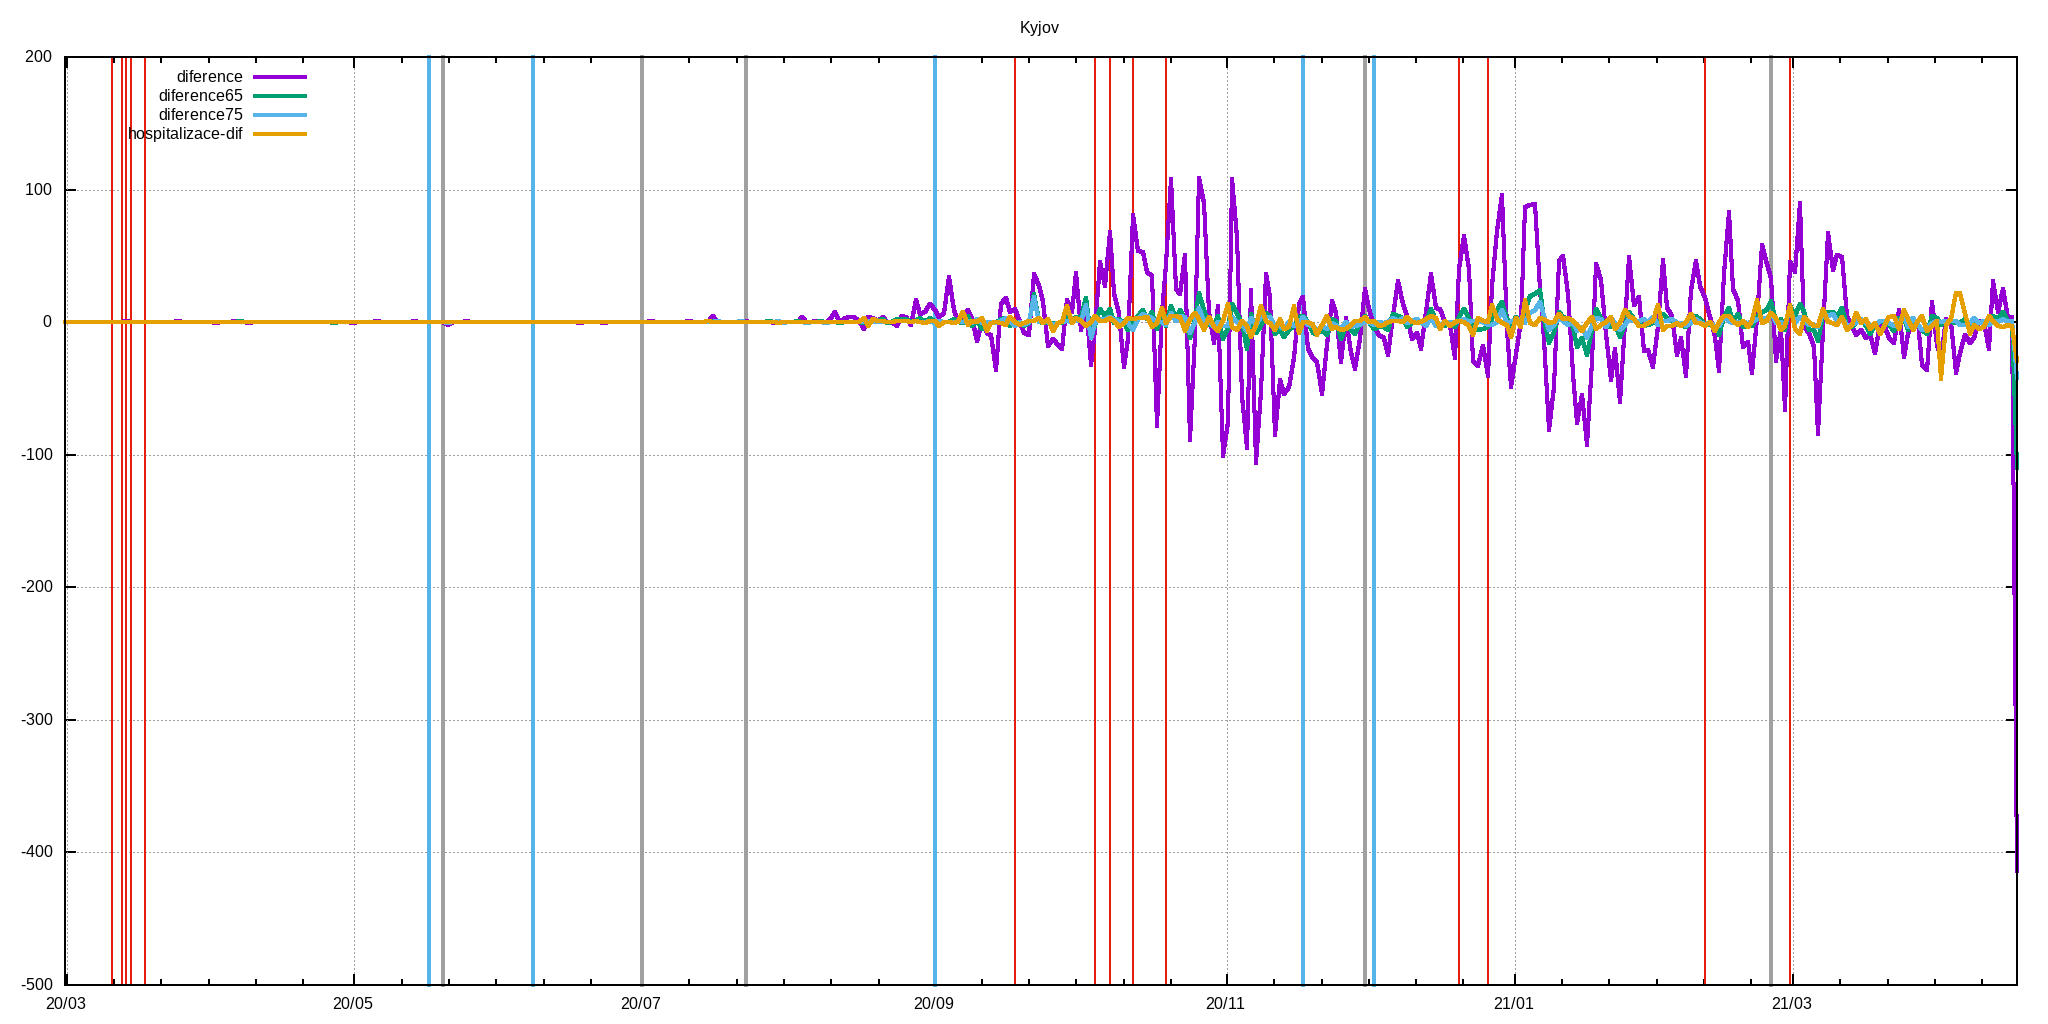 Kyjov
200
diference
diference65
diference75
hospitalizace-dif
100
0
-100
-200
-300
-400
-500
20/03 20/05 20/07 20/09 20/11 21/01 21/03